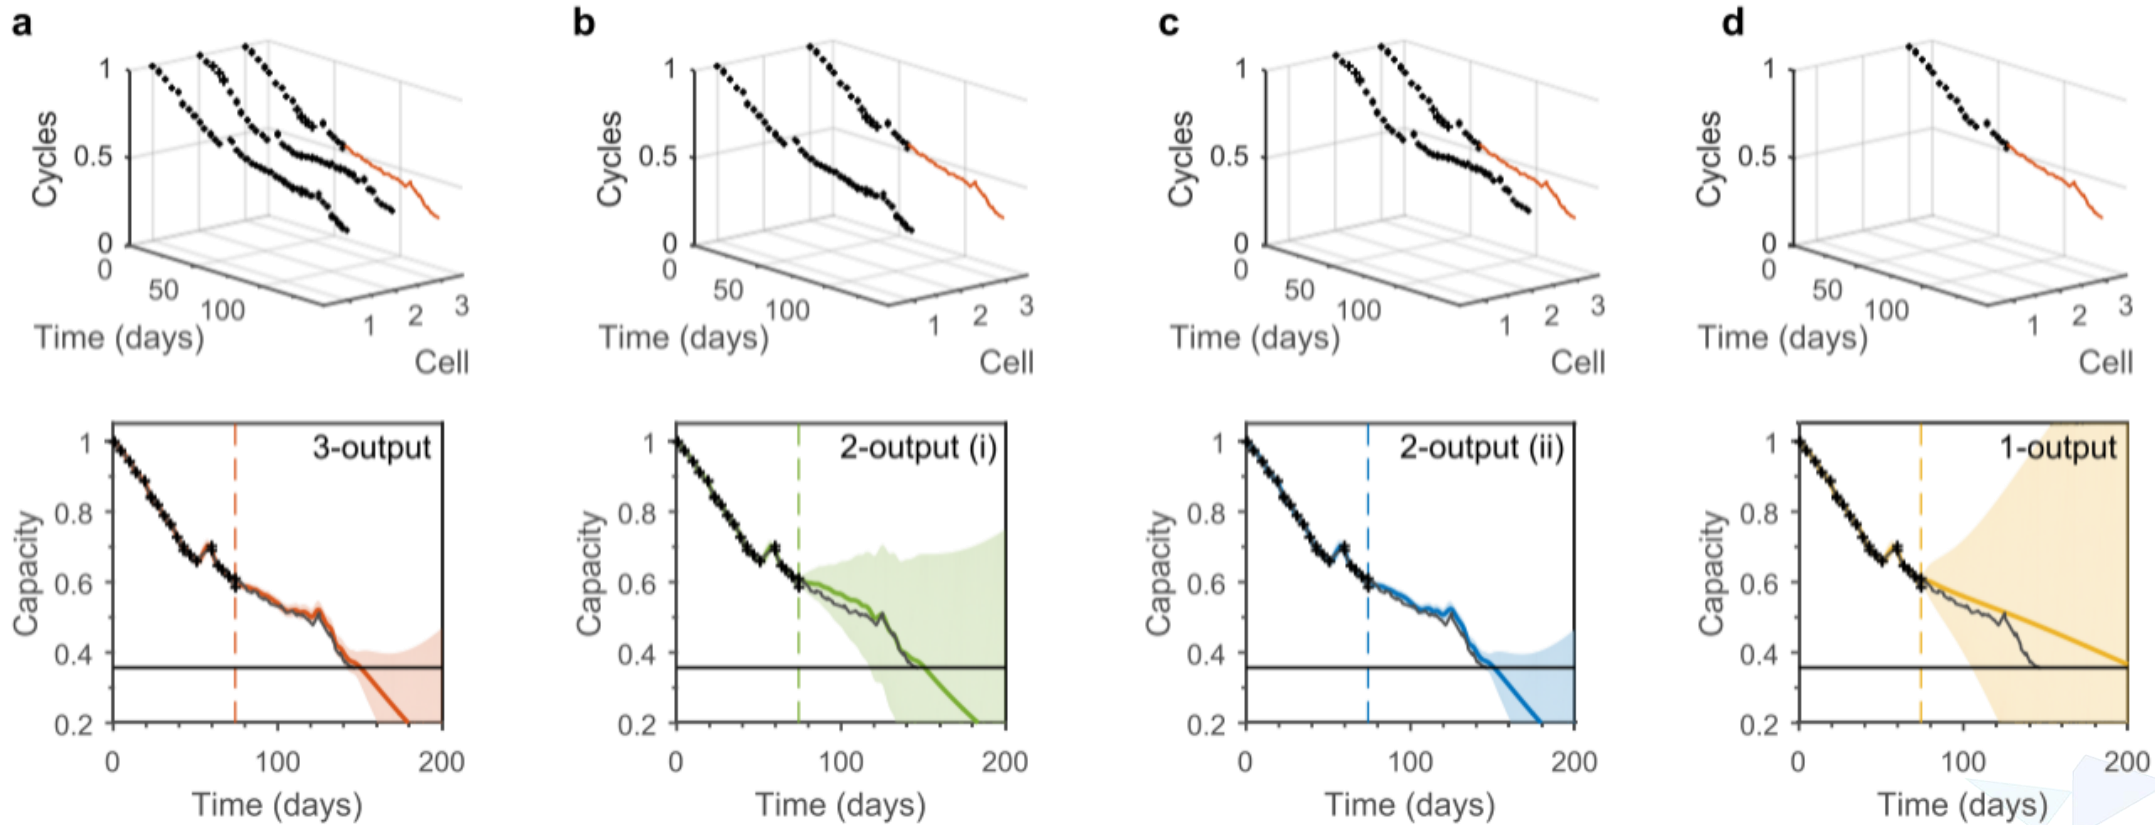 a
b
c
d
1
0.5
0
Cycles
0
50
100
Time (days)
1
2
3
Cell
1
0.5
0
Cycles
0
50
100
Time (days)
1
2
3
Cell
1
0.5
0
Cycles
0
50
100
Time (days)
1
2
3
Cell
1
0.5
0
Cycles
0
50
100
Time (days)
1
2
3
Cell
3-output
1
0.8
0.6
0.4
0.2
Capacity
0
100
200
Time (days)
2-output (i)
1
0.8
0.6
0.4
0.2
Capacity
0
100
200
Time (days)
2-output (ii)
1
0.8
0.6
0.4
0.2
Capacity
0
100
200
Time (days)
1-output
1
0.8
0.6
0.4
0.2
Capacity
0
100
200
Time (days)